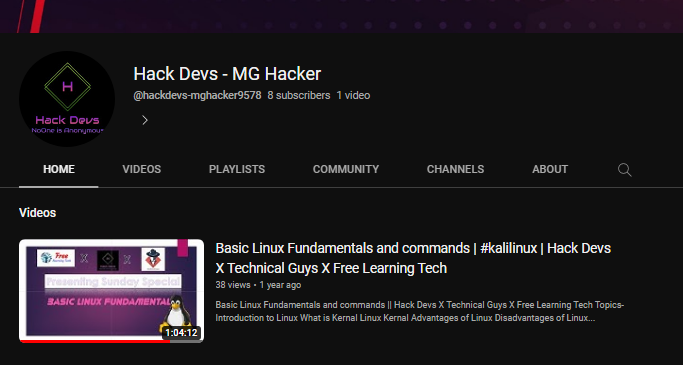 H
Hack Devs
NoOne is Anonymous
Hack Devs - MG Hacker
@hackdevs-mghacker9578 8 subscribers 1 video
HOME VIDEOS PLAYLISTS COMMUNITY CHANNELS ABOUT
Videos
Free
X X
Presenting Sunday Special
BASIC LINUX FUNDAMENTAL
1:04:12
Basic Linux Fundamentals and commands | #kalilinux | Hack Devs
X Technical Guys X Free Learning Tech
38 views • 1 year ago
Basic Linux Fundamentals and commands || Hack Devs X Technical Guys X Free Learning Tech Topics-
Introduction to Linux What is Kernal Linux Kernal Advantages of Linux Disadvantages of Linux...